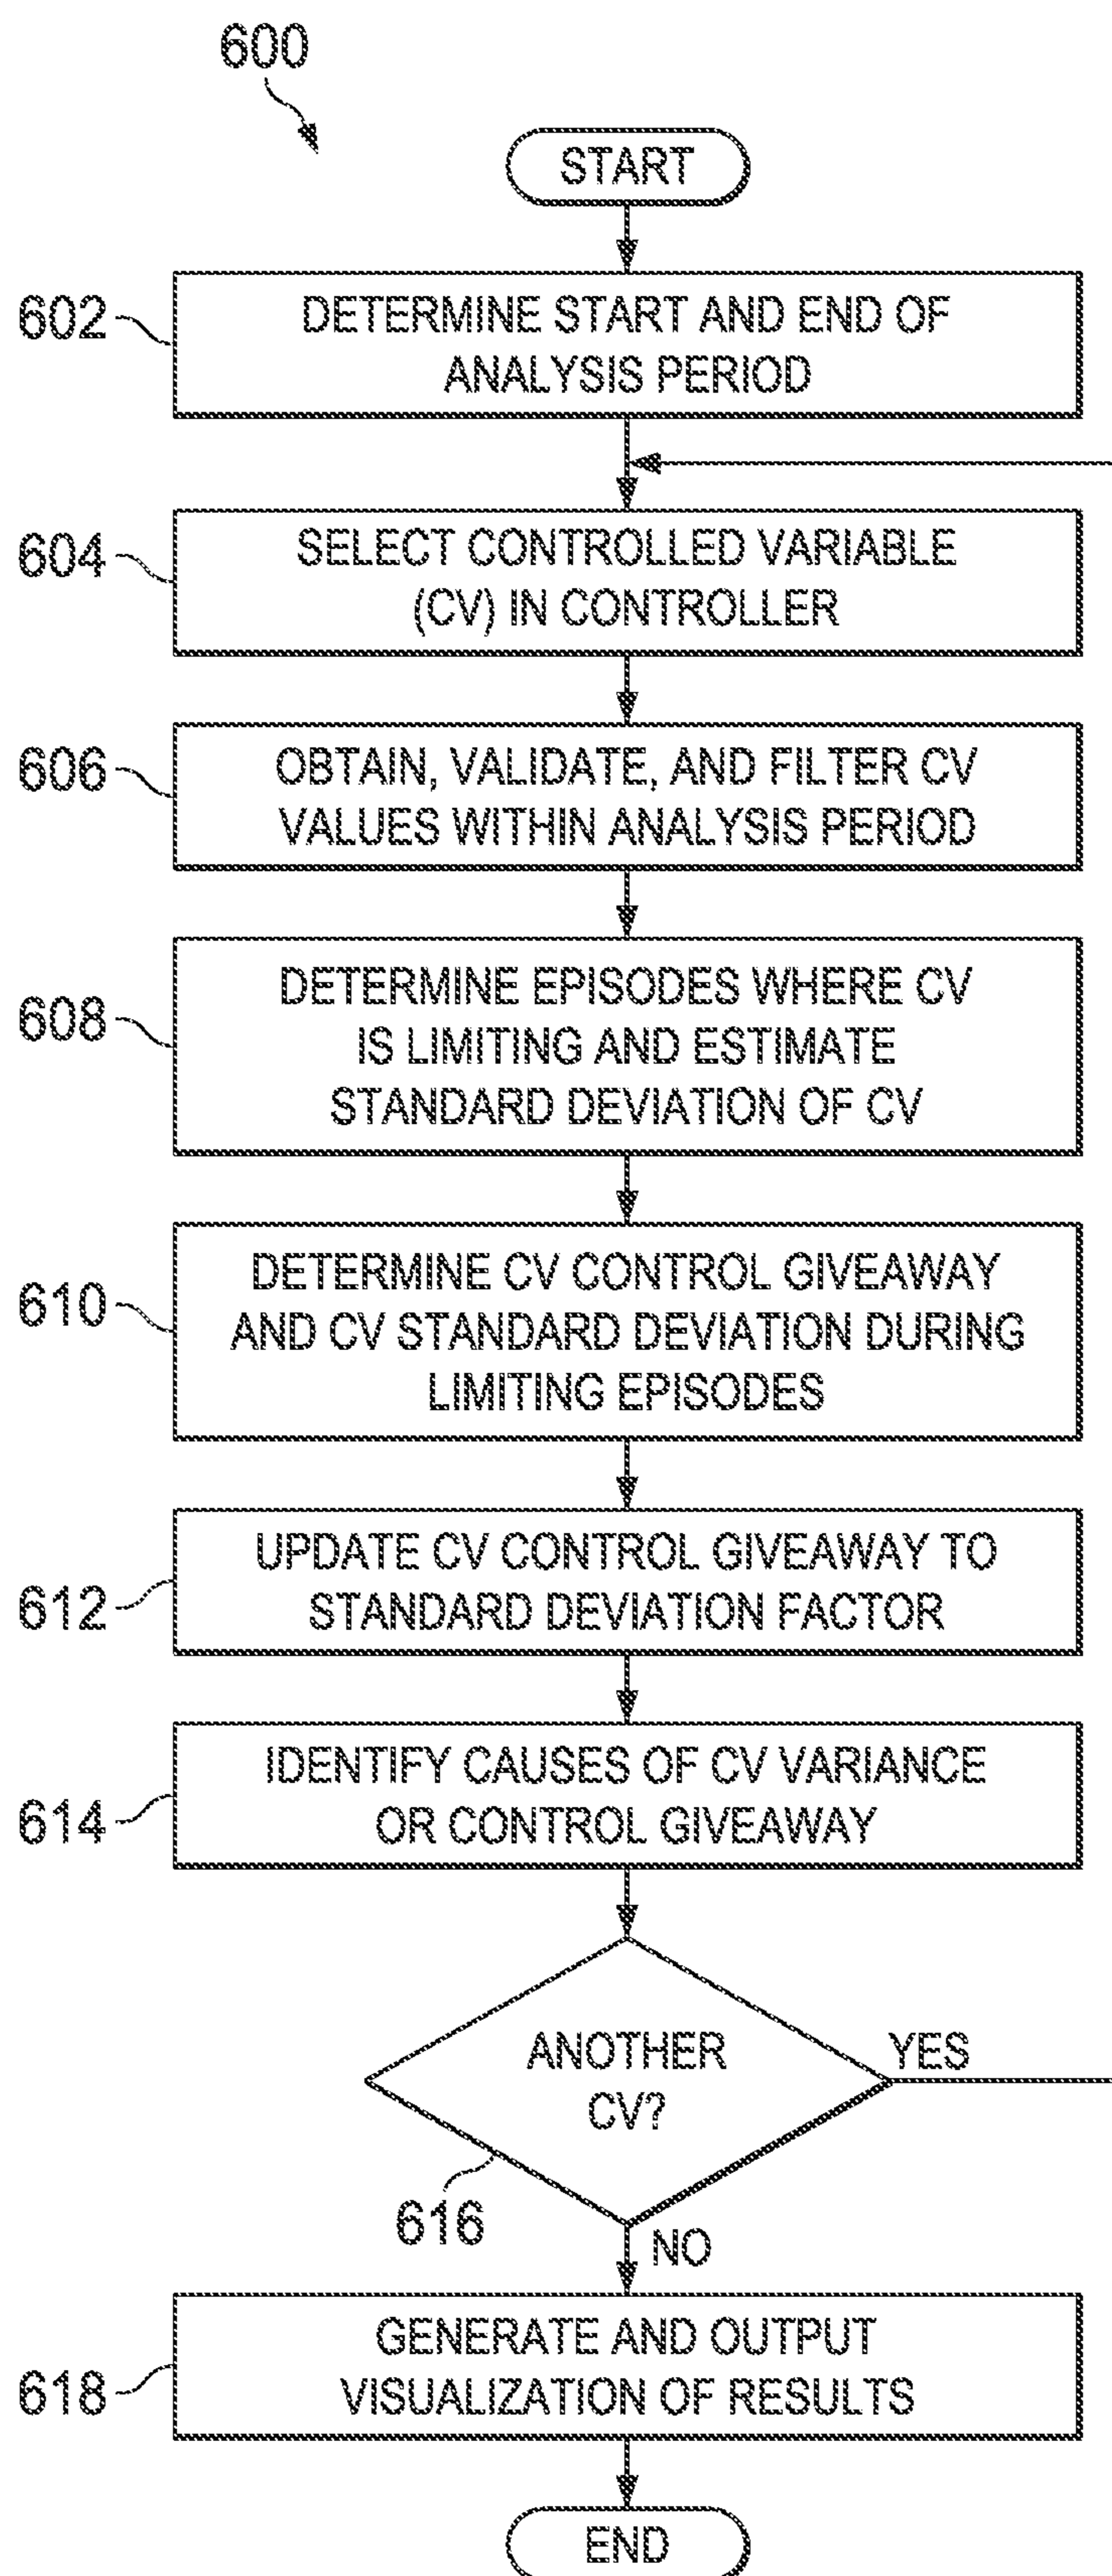 600
START
602
DETERMINE START AND END OF
ANALYSIS PERIOD
604
SELECT CONTROLLED VARIABLE
(CV) IN CONTROLLER
606
OBTAIN, VALIDATE, AND FILTER CV
VALUES WITHIN ANALYSIS PERIOD
608
DETERMINE EPISODES WHERE CV
IS LIMITING AND ESTIMATE
STANDARD DEVIATION OF CV
610
DETERMINE CV CONTROL GIVEAWAY
AND CV STANDARD DEVIATION DURING
LIMITING EPISODES
612
UPDATE CV CONTROL GIVEAWAY TO
STANDARD DEVIATION FACTOR
614
IDENTIFY CAUSES OF CV VARIANCE
OR CONTROL GIVEAWAY
ANOTHER
CV?
YES
616
NO
618
GENERATE AND OUTPUT
VISUALIZATION OF RESULTS
END